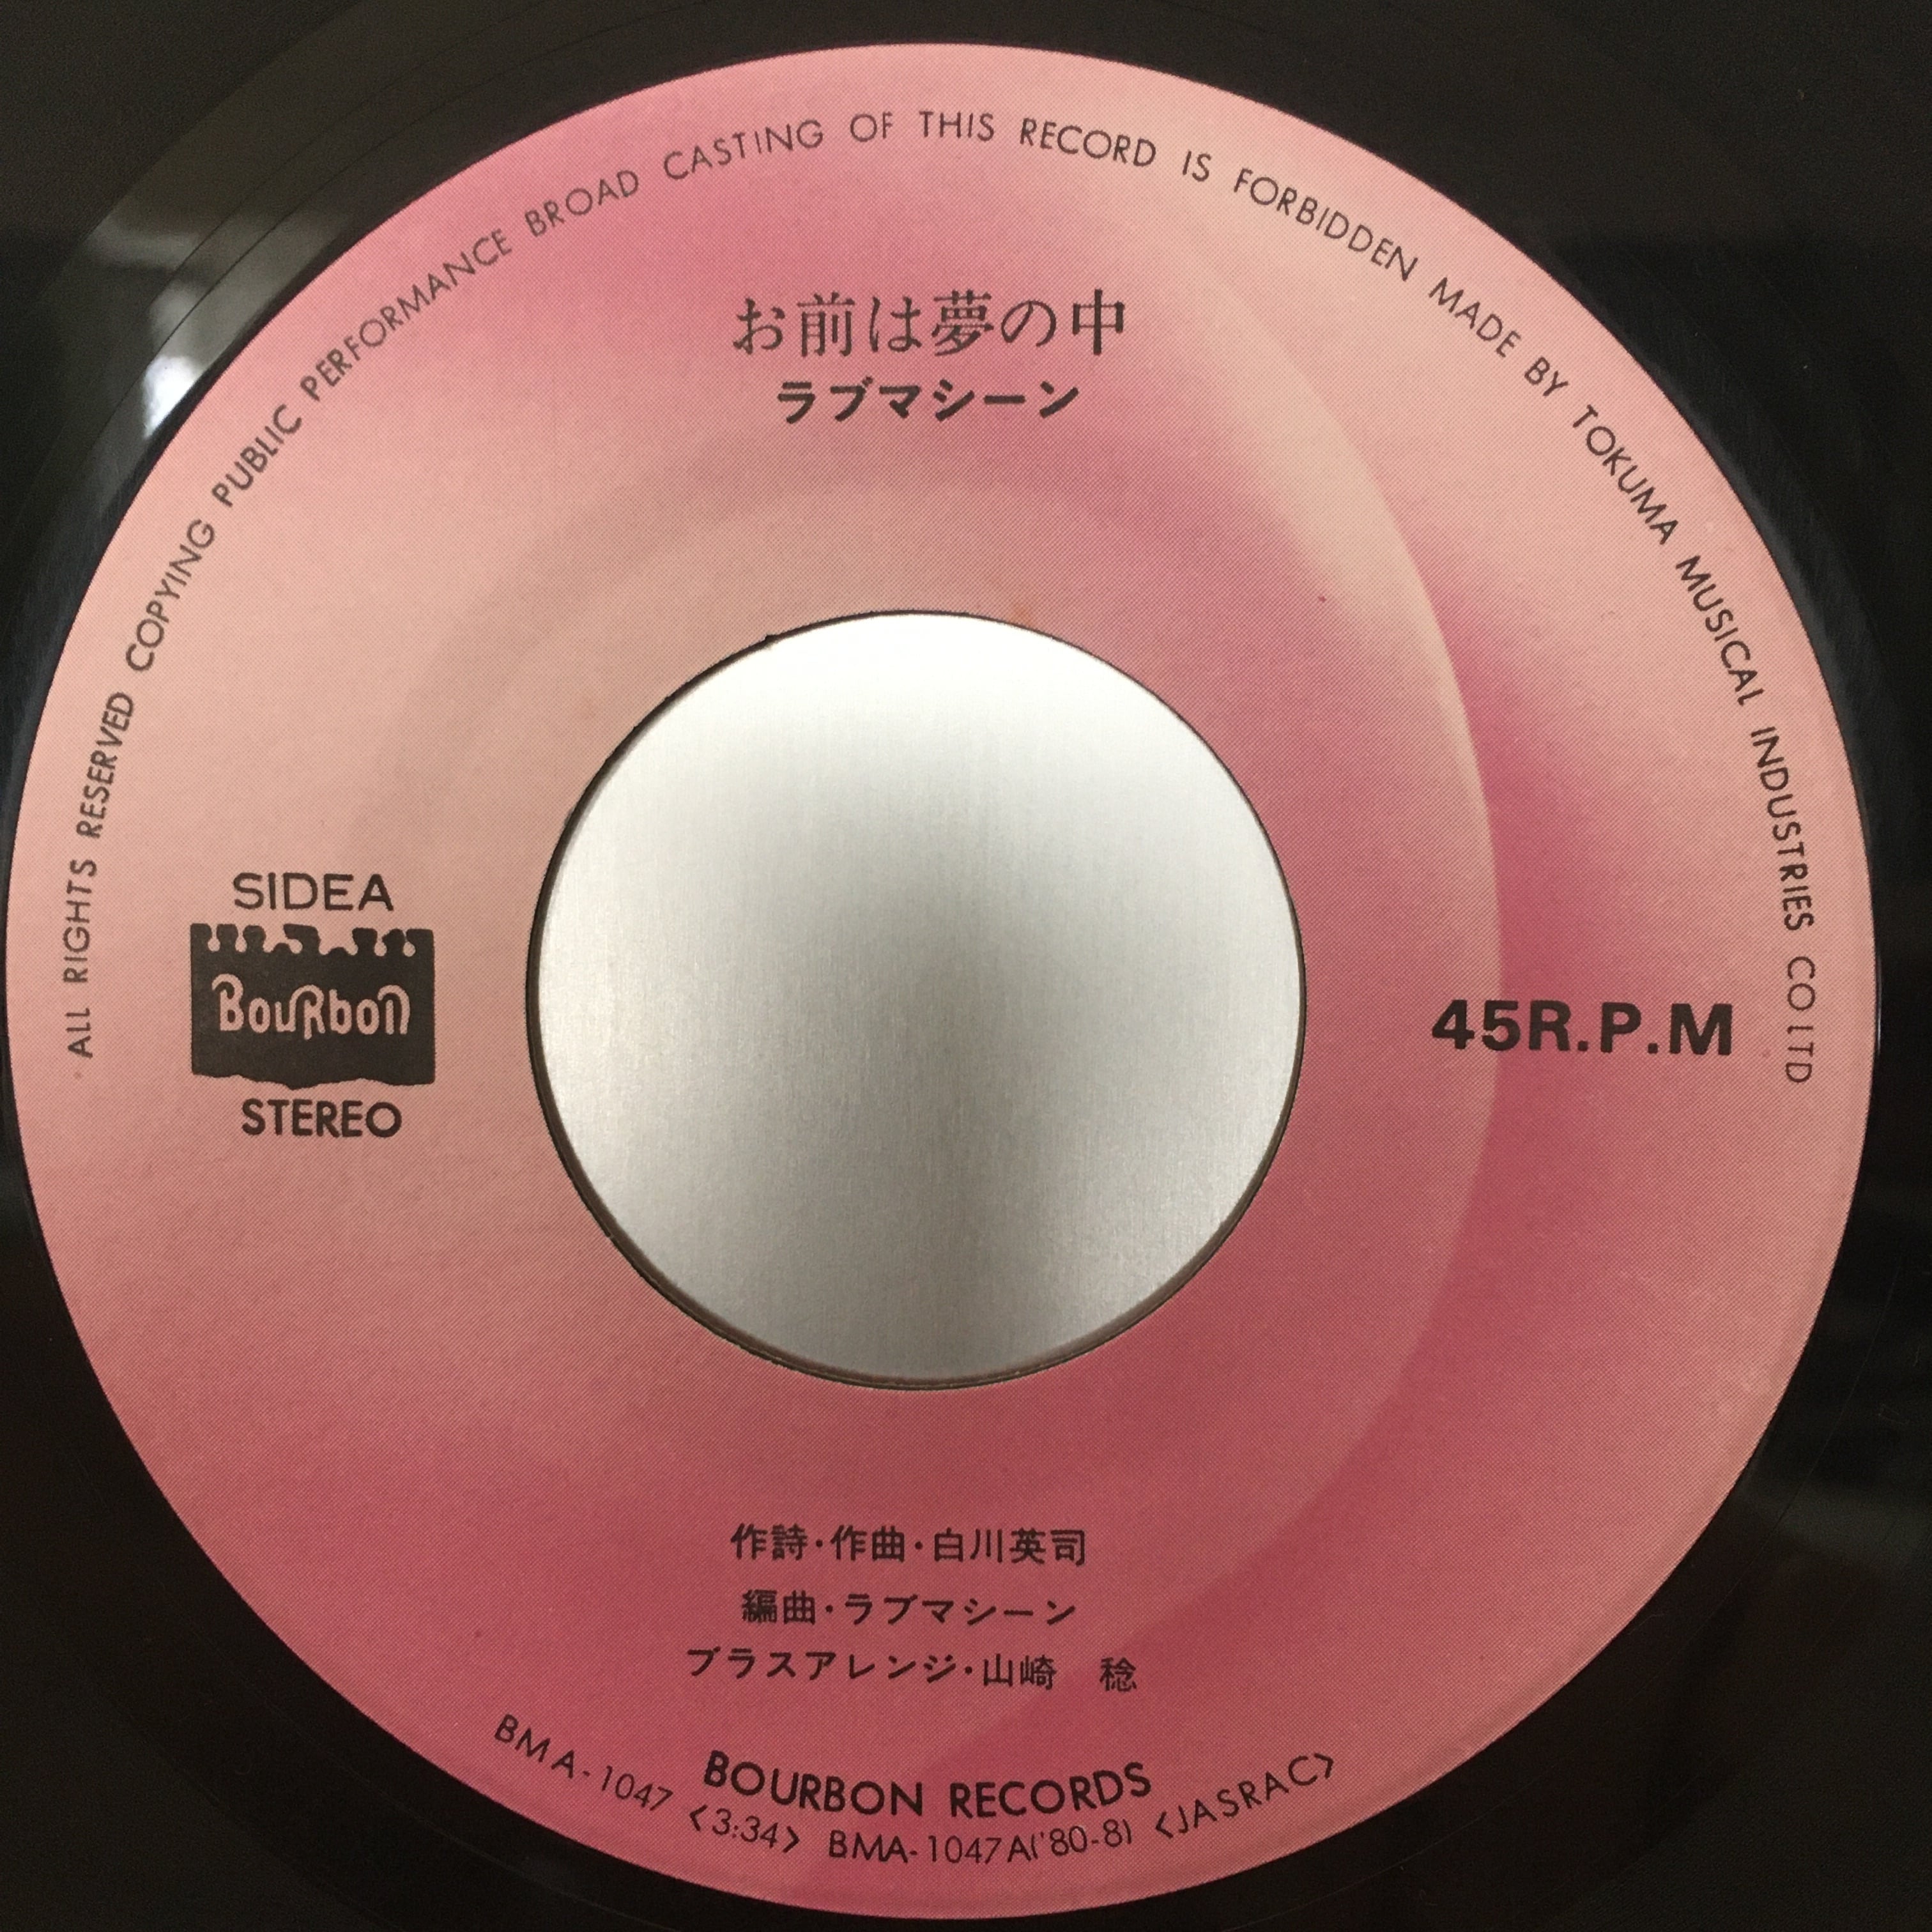 ALL RIGHTS RESERVED COPYING PUBLIC PERFORMANCE BROAD CASTING OF THIS RECORD IS FORBIDDEN MADE BY TOKUMA MUSICAL INDUSTRIES CO LTD
お前は夢の中
ラブマシーン
SIDEA
BouRbon
STEREO
45R.P.M
作詩・作曲・白川英司
編曲・ラブマシーン
ブラスアレンジ・山崎 稔
BOURBON RECORDS
BMA-1047 <3:34> BMA-1047A('80-8) <JASRAC>